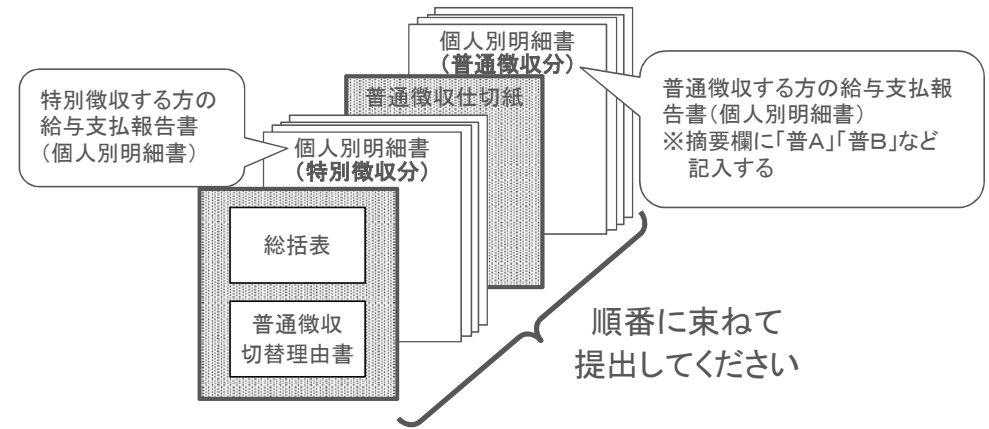 個人別明細書
（普通徴収分）
普通徴収する方の給与支払報
告書（個人別明細書）
※摘要欄に「普Ａ」「普Ｂ」など
記入する
普通徴収仕切紙
特別徴収する方の
給与支払報告書
（個人別明細書）
個人別明細書
（特別徴収分）
総括表
普通徴収
切替理由書
順番に束ねて
提出してください